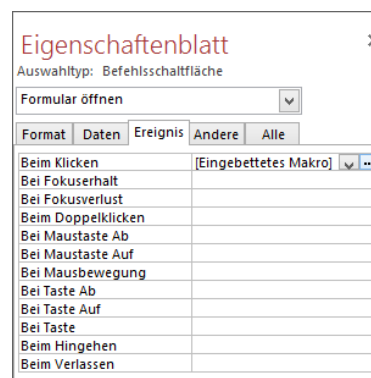 Eigenschaftenblatt
Auswahltyp: Befehlsschaltfläche
Formular öffnen
Format Daten Ereignis Andere Alle
Beim Klicken [Eingebettetes Makro] ...
Bei Fokuserhalt
Bei Fokusverlust
Beim Doppelklicken
Bei Maustaste Ab
Bei Maustaste Auf
Bei Mausbewegung
Bei Taste Ab
Bei Taste Auf
Bei Taste
Beim Hingehen
Beim Verlassen